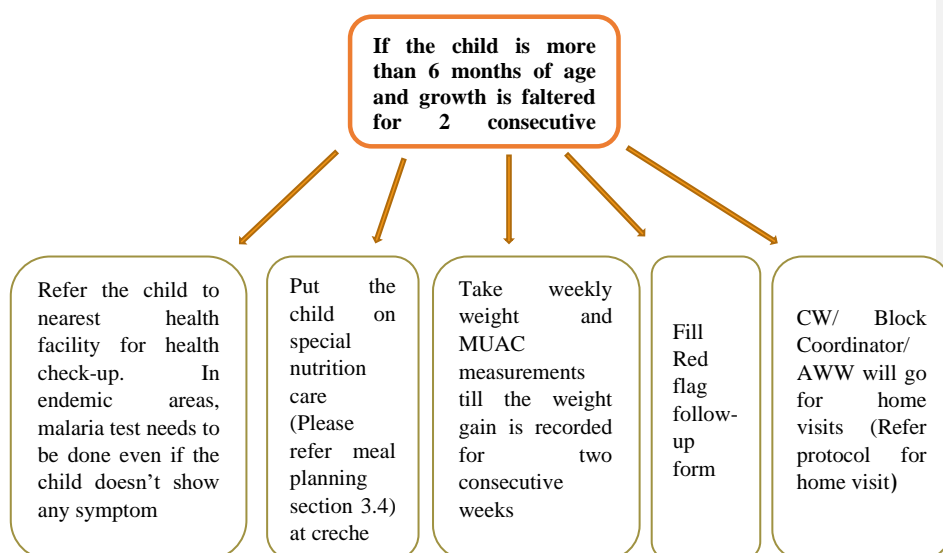 If the child is more
than 6 months of age
and growth is faltered
for 2 consecutive
Refer the child to
nearest health
facility for health
check-up. In
endemic areas,
malaria test needs to
be done even if the
child doesn’t show
any symptom
Put the
child on
special
nutrition
care
(Please
refer meal
planning
section 3.4)
at creche
Take weekly
weight and
MUAC
measurements
till the weight
gain is recorded
for two
consecutive
weeks
Fill
Red
flag
follow-
up
form
CW/ Block
Coordinator/
AWW will go
for home
visits (Refer
protocol for
home visit)